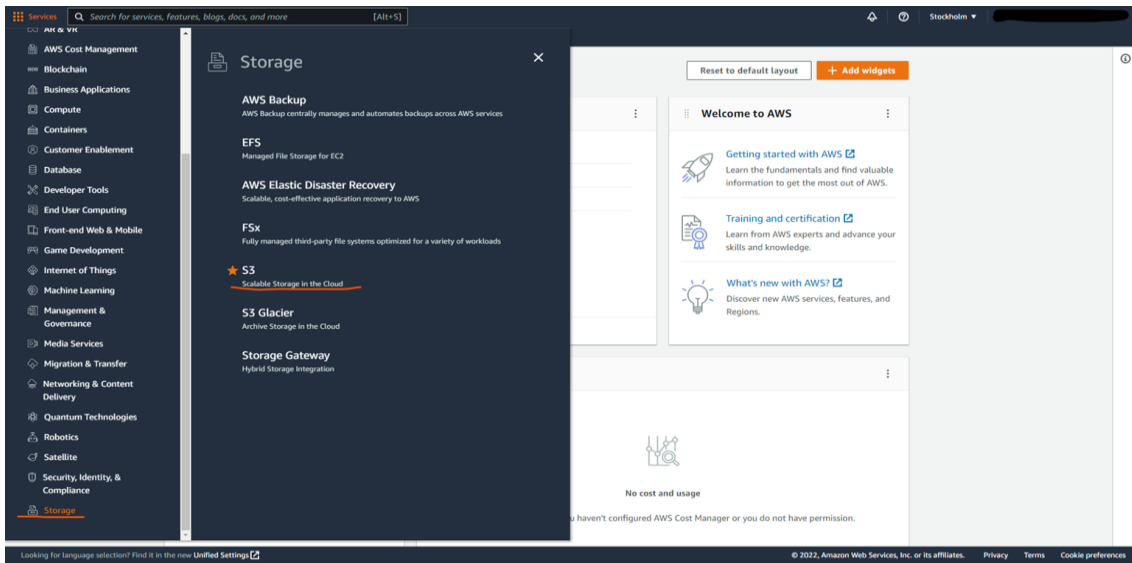 Services
Search for services, features, blogs, docs, and more
[Alt+S]
Stockholm ▼
AR & VR
AWS Cost Management
Blockchain
Business Applications
Compute
Containers
Customer Enablement
Database
Developer Tools
End User Computing
Front-end Web & Mobile
Game Development
Internet of Things
Machine Learning
Management &
Governance
Media Services
Migration & Transfer
Networking & Content
Delivery
Quantum Technologies
Robotics
Satellite
Security, Identity, &
Compliance
Storage
Storage
AWS Backup
AWS Backup centrally manages and automates backups across AWS services
EFS
Managed File Storage for EC2
AWS Elastic Disaster Recovery
Scalable, cost-effective application recovery to AWS
FSx
Fully managed third-party file systems optimized for a variety of workloads
S3
Scalable Storage in the Cloud
S3 Glacier
Archive Storage in the Cloud
Storage Gateway
Hybrid Storage Integration
Reset to default layout
+ Add widgets
Welcome to AWS
Getting started with AWS
Learn the fundamentals and find valuable
information to get the most out of AWS.
Training and certification
Learn from AWS experts and advance your
skills and knowledge.
What's new with AWS?
Discover new AWS services, features, and
Regions.
No cost and usage
haven't configured AWS Cost Manager or you do not have permission.
Looking for language selection? Find it in the new Unified Settings
© 2022, Amazon Web Services, Inc. or its affiliates.
Privacy
Terms
Cookie preferences